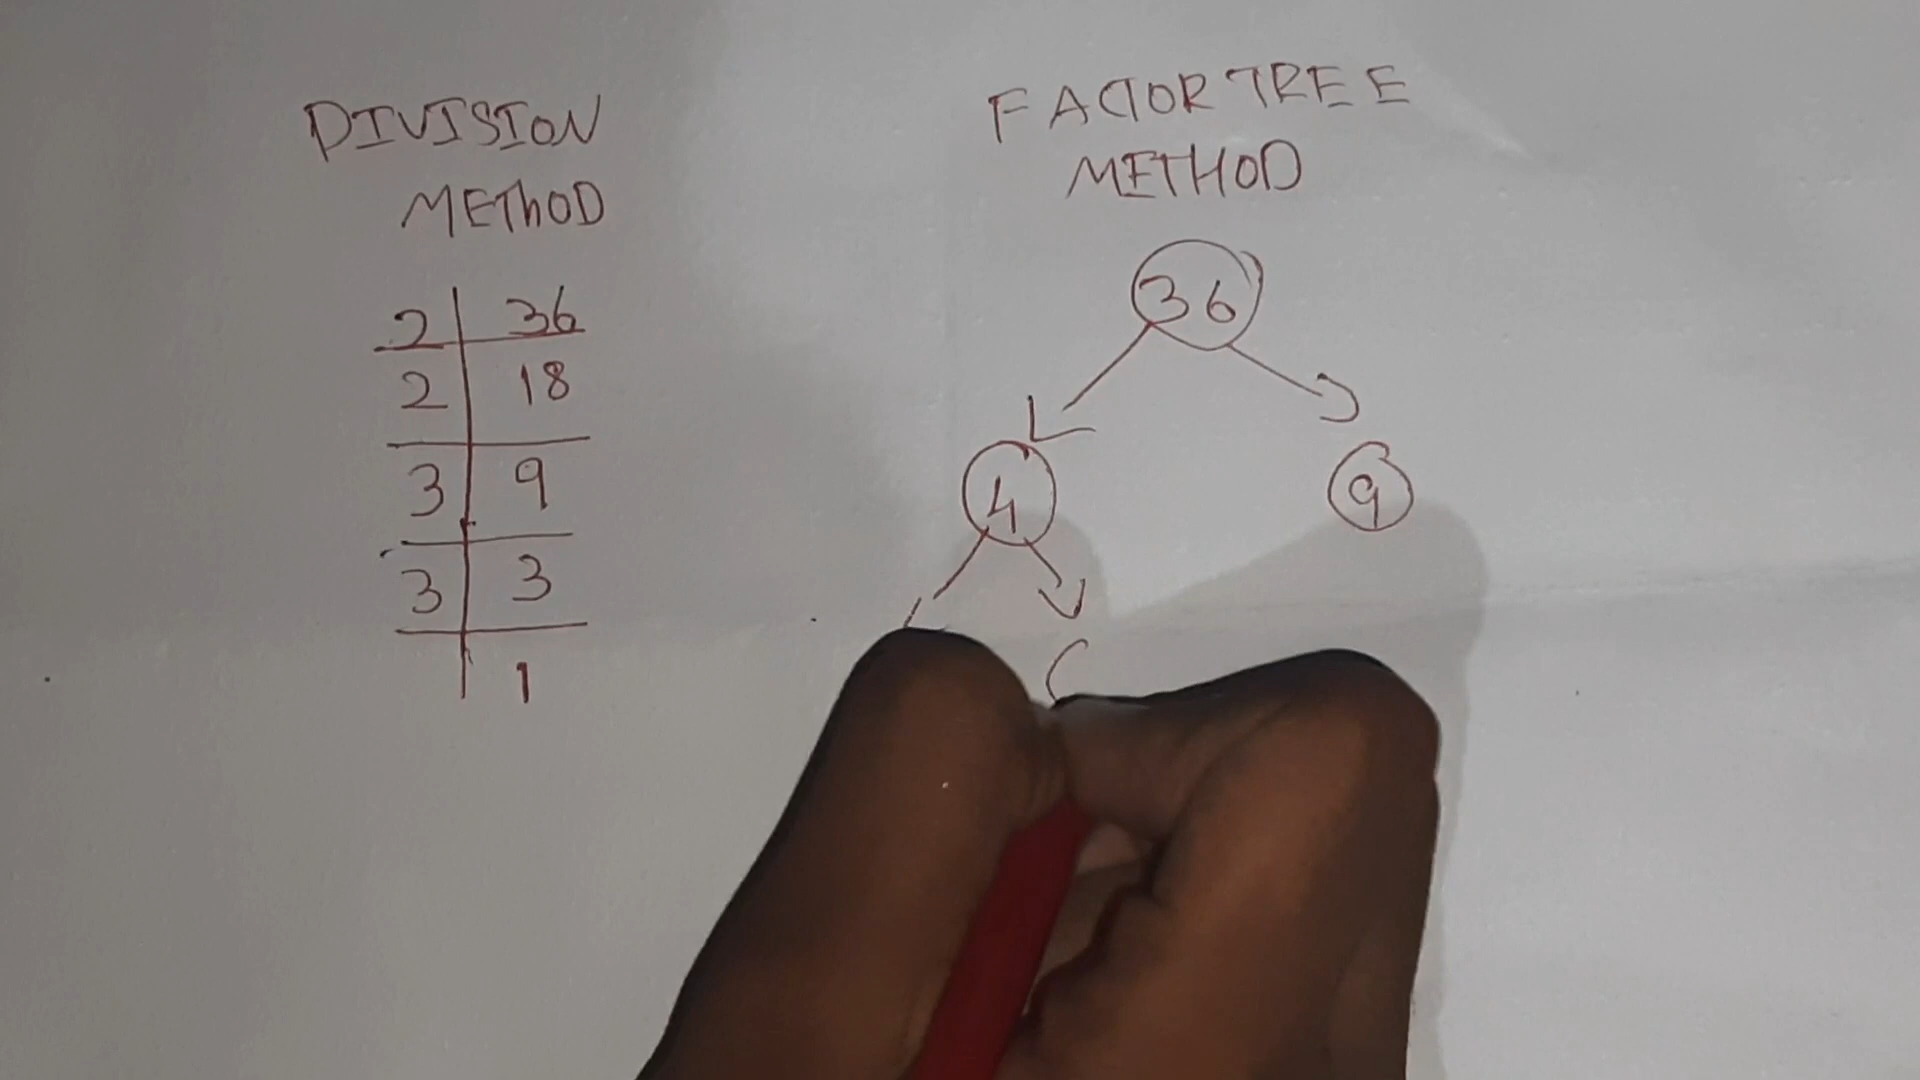 DIVISION
METhOD
2 36
2 18
3 9
3 3
1
FACTOR TREE
METHOD
36
4 9